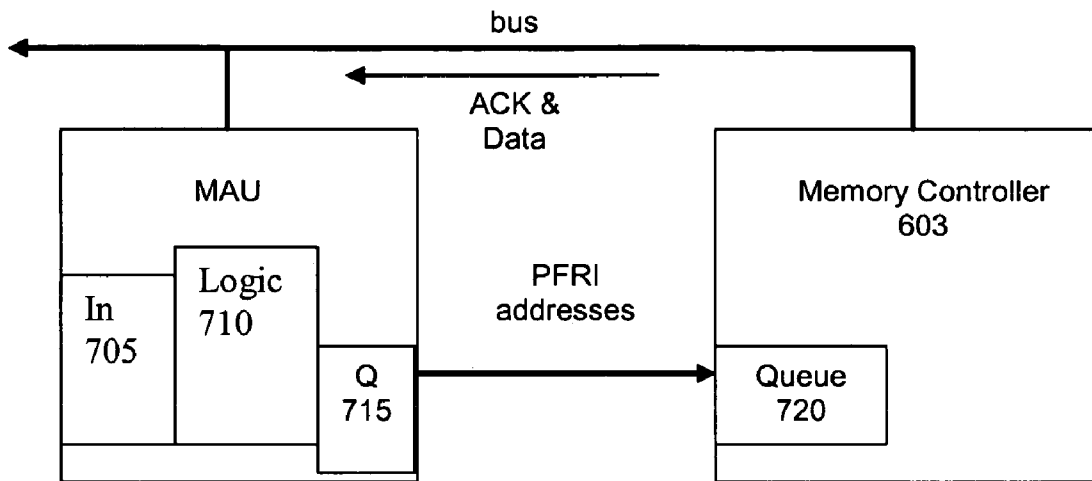 bus
ACK &
Data
MAU
Memory Controller
603
Logic
710
PFRI
addresses
In
705
Q
715
Queue
720